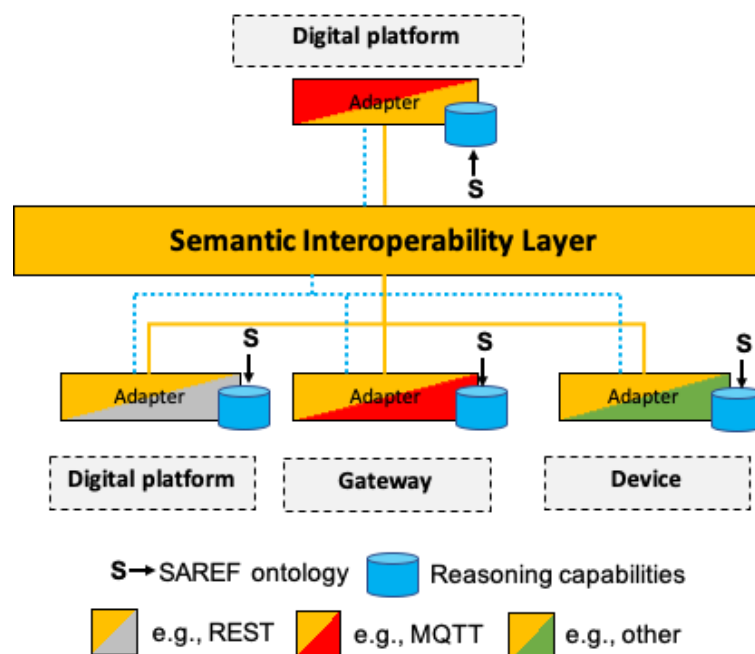 Digital platform
Adapter
S
Semantic Interoperability Layer
S
S
S
Adapter
Adapter
Adapter
Digital platform
Gateway
Device
S SAREF ontology
Reasoning capabilities
e.g., REST
e.g., MQTT
e.g., other